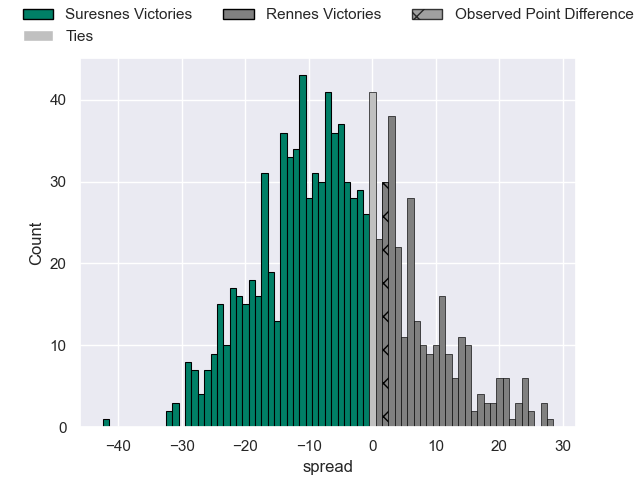 Suresnes Victories
Rennes Victories
Observed Point Difference
Ties
40
30
20
10
0
Count
−40
−30
−20
−10
0
10
20
30
spread